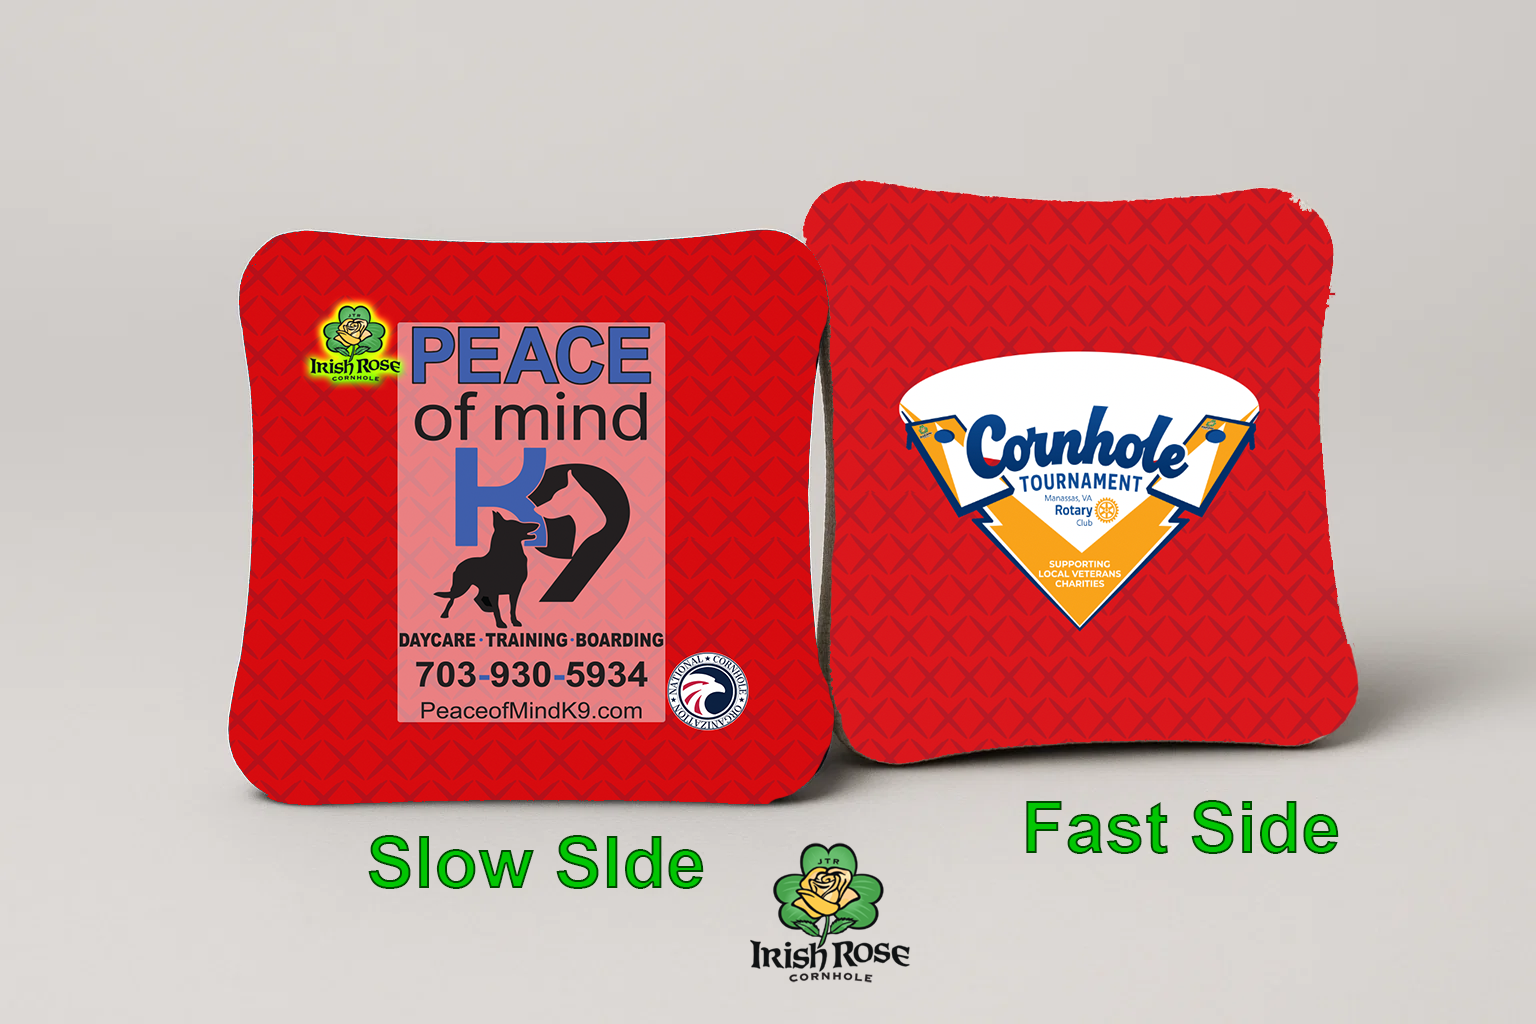 JTR
Irish Rose
CORNHOLE
PEACE
of mind
K9
DAYCARE · TRAINING · BOARDING
703-930-5934
PeaceofMindK9.com
NATIONAL ★ CORNHOLE ★ ORGANIZATION ★
Cornhole
TOURNAMENT
Manassas, VA
Rotary
Club
SUPPORTING
LOCAL VETERANS
CHARITIES
Slow SIde
Fast Side
JTR
Irish Rose
CORNHOLE